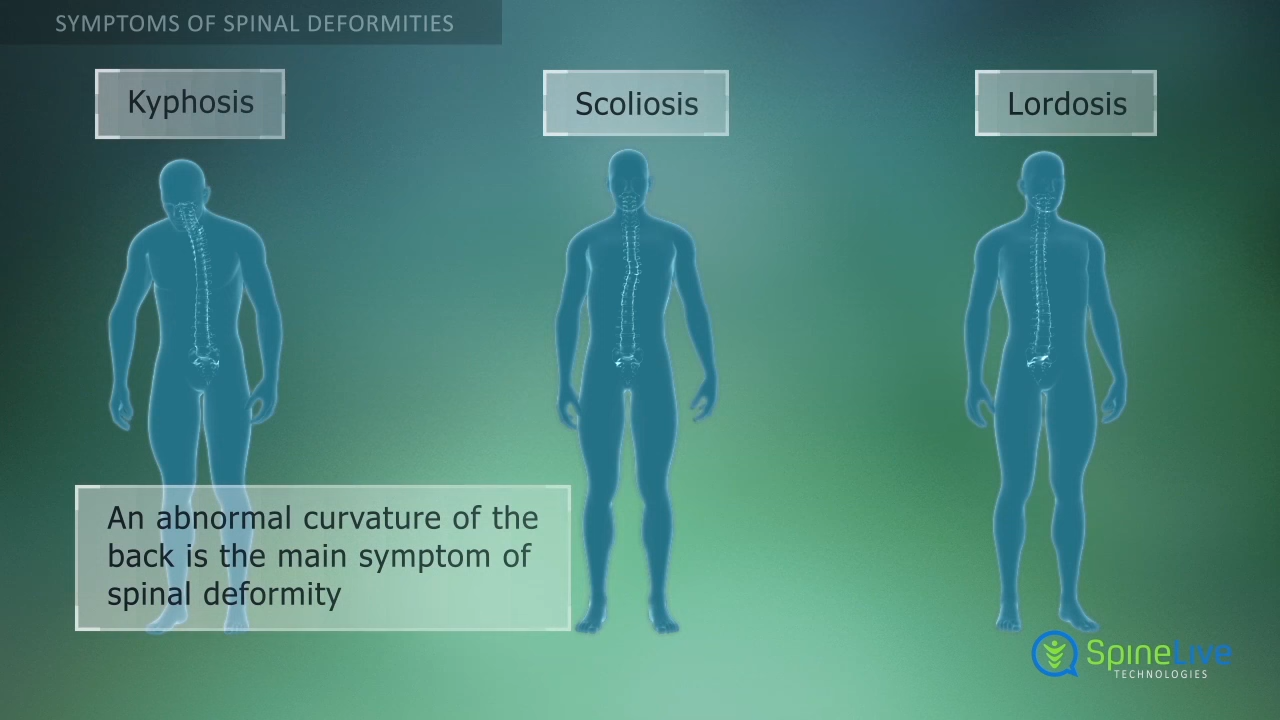 SYMPTOMS OF SPINAL DEFORMITIES
Kyphosis
Scoliosis
Lordosis
An abnormal curvature of the
back is the main symptom of
spinal deformity
SpineLive
TECHNOLOGIES